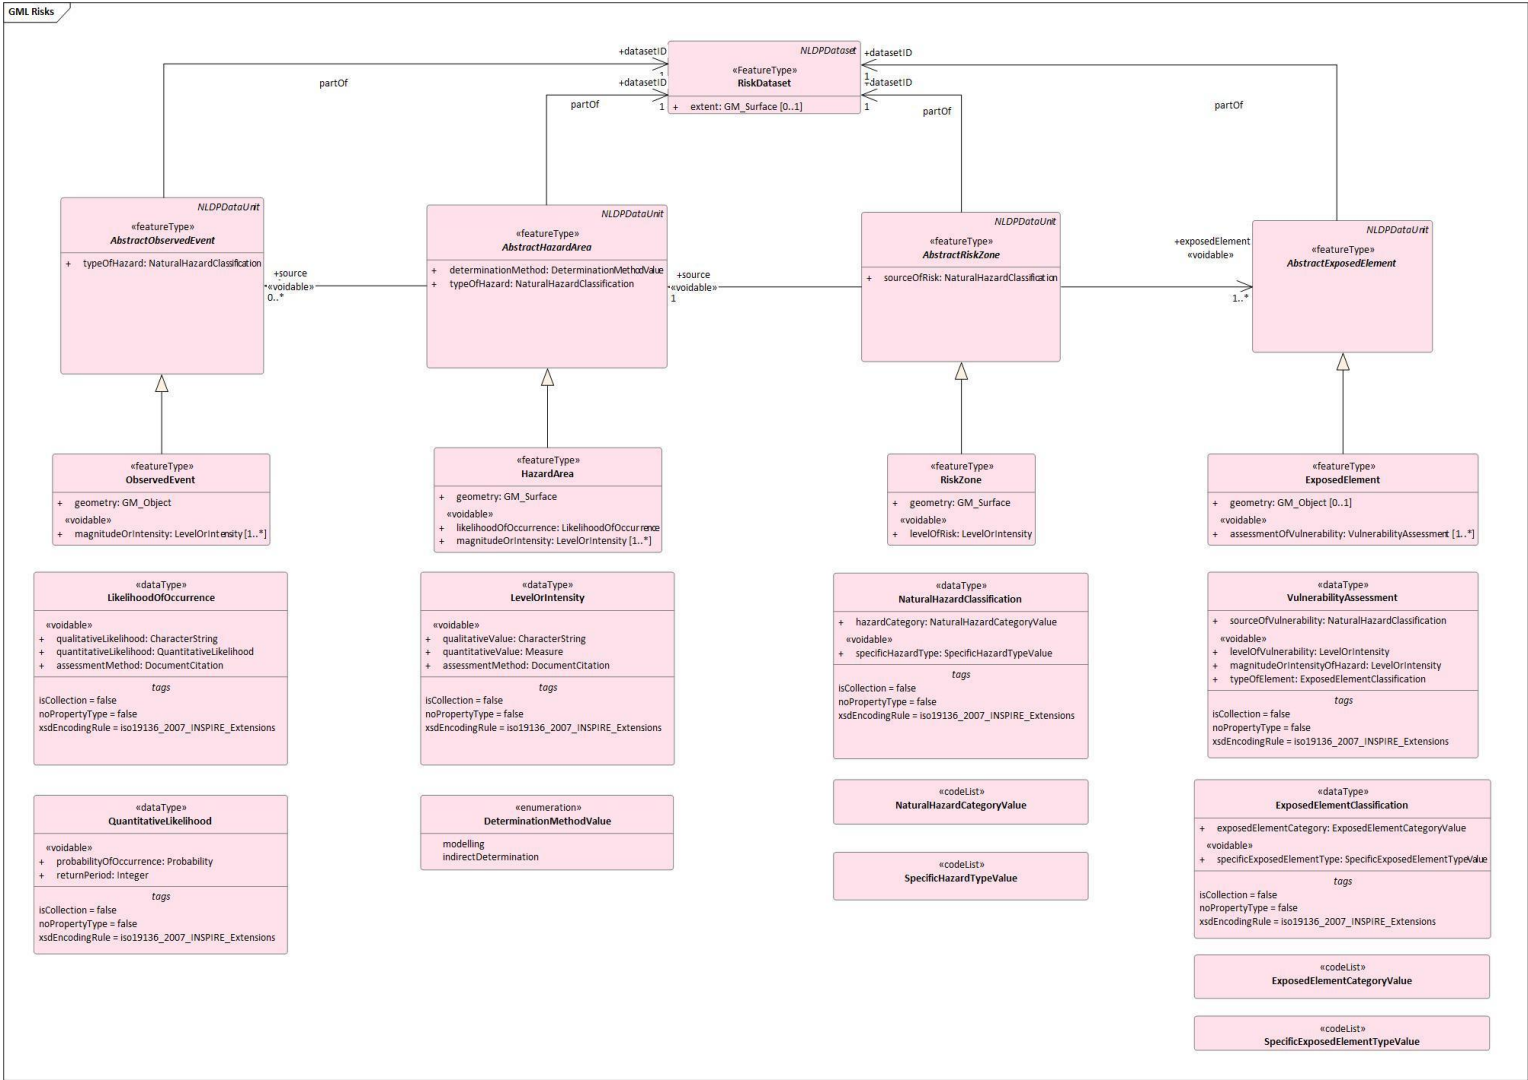 GML Risks
NLDPDataset
«FeatureType»
RiskDataset
+ extent: GM_Surface [0..1]
+datasetID
1
partOf
+datasetID
1
partOf
+datasetID
1
partOf
+datasetID
1
partOf
NLDPDataUnit
«featureType»
AbstractObservedEvent
+ typeOfHazard: NaturalHazardClassification
+source
«voidable»
0..*
NLDPDataUnit
«featureType»
AbstractHazardArea
+ determinationMethod: DeterminationMethodValue
+ typeOfHazard: NaturalHazardClassification
+source
«voidable»
1
NLDPDataUnit
«featureType»
AbstractRiskZone
+ sourceOfRisk: NaturalHazardClassification
+exposedElement
«voidable»
1..*
NLDPDataUnit
«featureType»
AbstractExposedElement
«featureType»
ObservedEvent
+ geometry: GM_Object
«voidable»
+ magnitudeOrIntensity: LevelOrIntensity [1..*]
«featureType»
HazardArea
+ geometry: GM_Surface
«voidable»
+ likelihoodOfOccurrence: LikelihoodOfOccurrence
+ magnitudeOrIntensity: LevelOrIntensity [1..*]
«featureType»
RiskZone
+ geometry: GM_Surface
«voidable»
+ levelOfRisk: LevelOrIntensity
«featureType»
ExposedElement
+ geometry: GM_Object [0..1]
«voidable»
+ assessmentOfVulnerability: VulnerabilityAssessment [1..*]
«dataType»
LikelihoodOfOccurrence
«voidable»
+ qualitativeLikelihood: CharacterString
+ quantitativeLikelihood: QuantitativeLikelihood
+ assessmentMethod: DocumentCitation
tags
isCollection = false
noPropertyType = false
xsdEncodingRule = iso19136_2007_INSPIRE_Extensions
«dataType»
LevelOrIntensity
«voidable»
+ qualitativeValue: CharacterString
+ quantitativeValue: Measure
+ assessmentMethod: DocumentCitation
tags
isCollection = false
noPropertyType = false
xsdEncodingRule = iso19136_2007_INSPIRE_Extensions
«dataType»
NaturalHazardClassification
+ hazardCategory: NaturalHazardCategoryValue
«voidable»
+ specificHazardType: SpecificHazardTypeValue
tags
isCollection = false
noPropertyType = false
xsdEncodingRule = iso19136_2007_INSPIRE_Extensions
«dataType»
VulnerabilityAssessment
+ sourceOfVulnerability: NaturalHazardClassification
«voidable»
+ levelOfVulnerability: LevelOrIntensity
+ magnitudeOrIntensityOfHazard: LevelOrIntensity
+ typeOfElement: ExposedElementClassification
tags
isCollection = false
noPropertyType = false
xsdEncodingRule = iso19136_2007_INSPIRE_Extensions
«dataType»
QuantitativeLikelihood
«voidable»
+ probabilityOfOccurrence: Probability
+ returnPeriod: Integer
tags
isCollection = false
noPropertyType = false
xsdEncodingRule = iso19136_2007_INSPIRE_Extensions
«enumeration»
DeterminationMethodValue
modelling
indirectDetermination
«codeList»
NaturalHazardCategoryValue
«codeList»
SpecificHazardTypeValue
«dataType»
ExposedElementClassification
+ exposedElementCategory: ExposedElementCategoryValue
«voidable»
+ specificExposedElementType: SpecificExposedElementTypeValue
tags
isCollection = false
noPropertyType = false
xsdEncodingRule = iso19136_2007_INSPIRE_Extensions
«codeList»
ExposedElementCategoryValue
«codeList»
SpecificExposedElementTypeValue